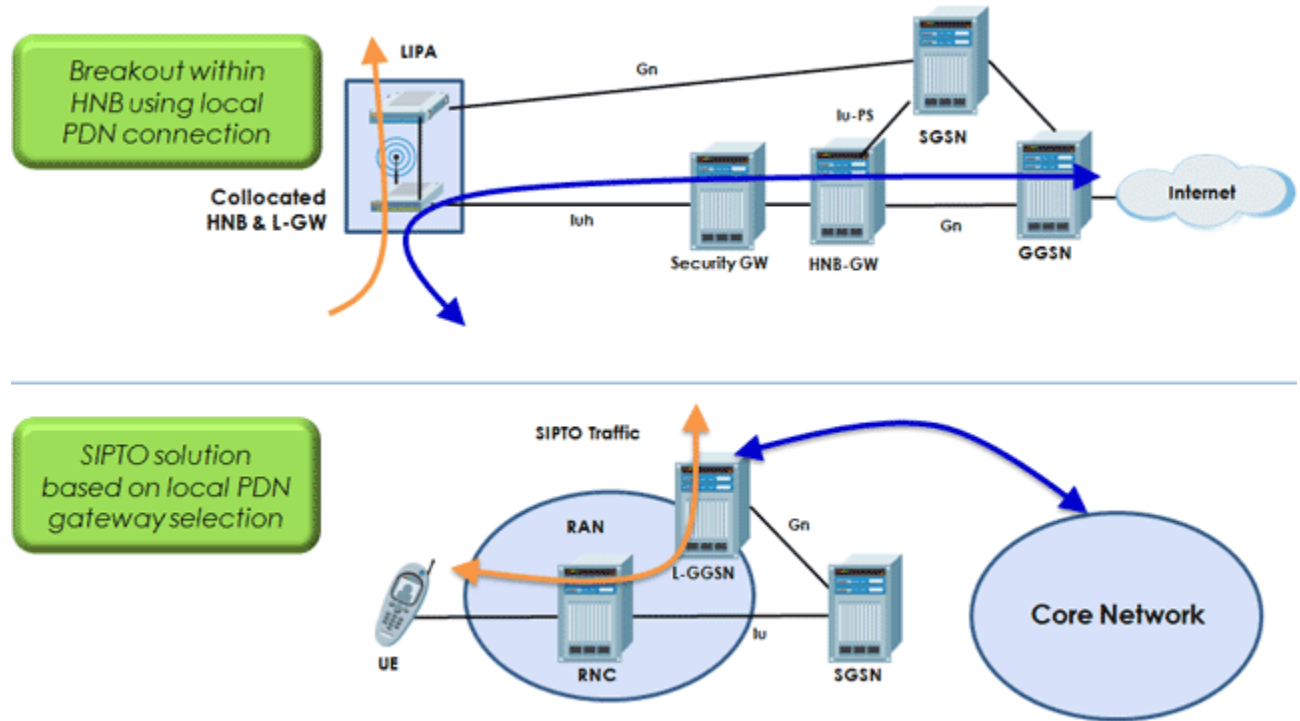 Breakout within
HNB using local
PDN connection
LIPA
Gn
Iu-PS
SGSN
Collocated
HNB & L-GW
Iuh
Security GW
HNB-GW
Gn
GGSN
Internet
SIPTO solution
based on local PDN
gateway selection
SIPTO Traffic
RAN
L-GGSN
Gn
UE
RNC
Iu
SGSN
Core Network